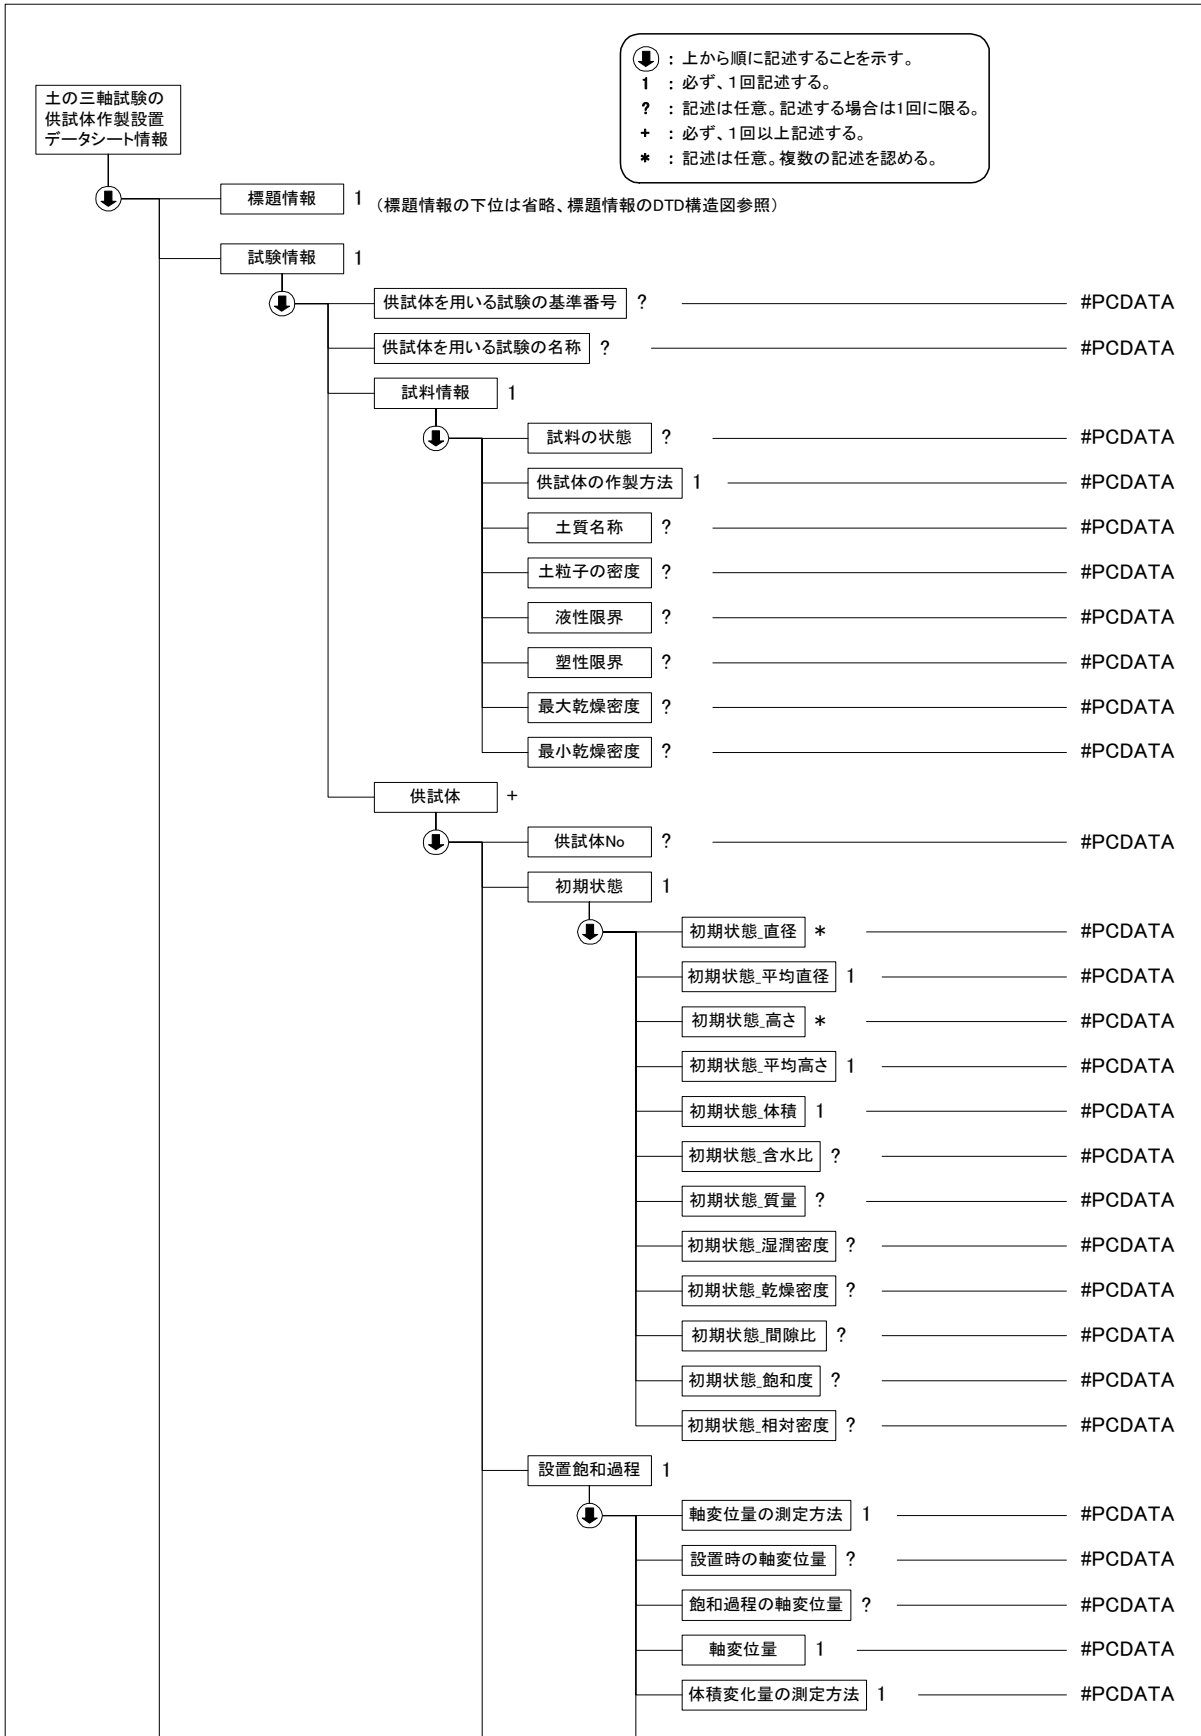 ：上から順に記述することを示す。
1 ：必ず、1回記述する。
? ：記述は任意。記述する場合は1回に限る。
+ ：必ず、1回以上記述する。
* ：記述は任意。複数の記述を認める。
土の三軸試験の
供試体作製設置
データシート情報
標題情報 1 （標題情報の下位は省略、標題情報のDTD構造図参照）
試験情報 1
供試体を用いる試験の基準番号 ? #PCDATA
供試体を用いる試験の名称 ? #PCDATA
試料情報 1
試料の状態 ? #PCDATA
供試体の作製方法 1 #PCDATA
土質名称 ? #PCDATA
土粒子の密度 ? #PCDATA
液性限界 ? #PCDATA
塑性限界 ? #PCDATA
最大乾燥密度 ? #PCDATA
最小乾燥密度 ? #PCDATA
供試体 +
供試体No ? #PCDATA
初期状態 1
初期状態_直径 * #PCDATA
初期状態_平均直径 1 #PCDATA
初期状態_高さ * #PCDATA
初期状態_平均高さ 1 #PCDATA
初期状態_体積 1 #PCDATA
初期状態_含水比 ? #PCDATA
初期状態_質量 ? #PCDATA
初期状態_湿潤密度 ? #PCDATA
初期状態_乾燥密度 ? #PCDATA
初期状態_間隙比 ? #PCDATA
初期状態_飽和度 ? #PCDATA
初期状態_相対密度 ? #PCDATA
設置飽和過程 1
軸変位量の測定方法 1 #PCDATA
設置時の軸変位量 ? #PCDATA
飽和過程の軸変位量 ? #PCDATA
軸変位量 1 #PCDATA
体積変化量の測定方法 1 #PCDATA